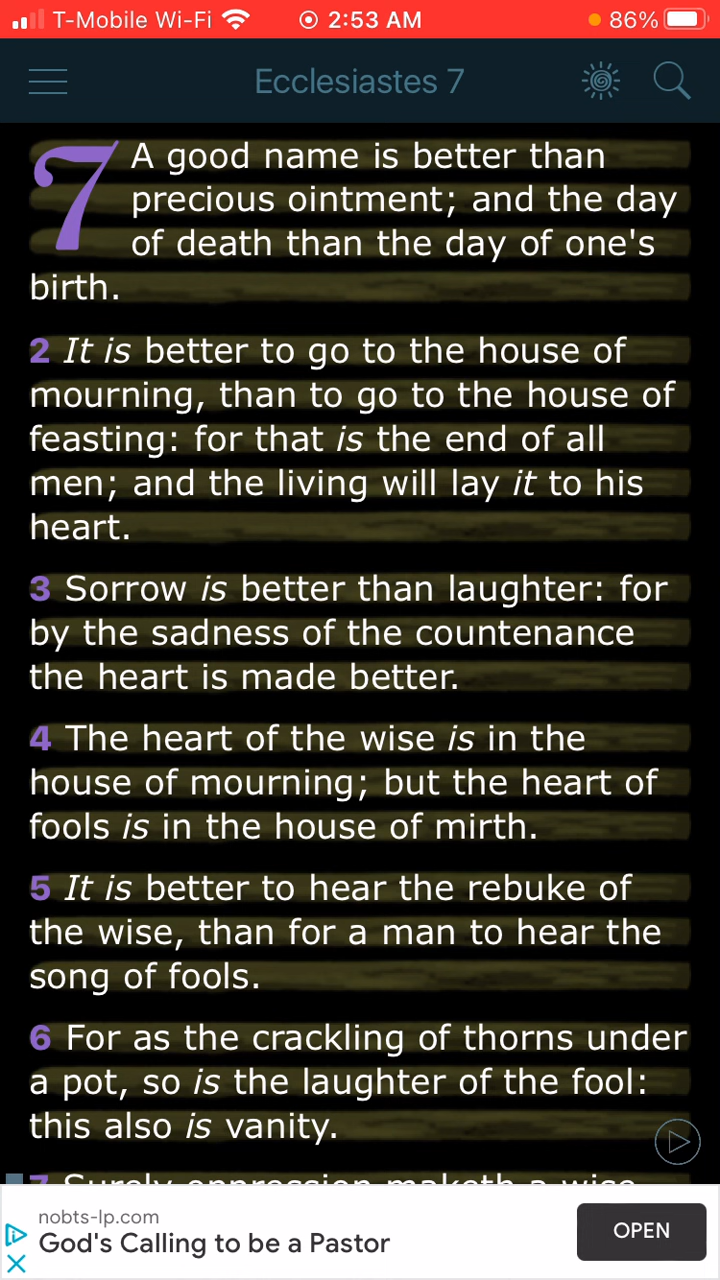 T-Mobile Wi-Fi 2:53 AM 86%
Ecclesiastes 7
7 A good name is better than
precious ointment; and the day
of death than the day of one's
birth.
2 It is better to go to the house of
mourning, than to go to the house of
feasting: for that is the end of all
men; and the living will lay it to his
heart.
3 Sorrow is better than laughter: for
by the sadness of the countenance
the heart is made better.
4 The heart of the wise is in the
house of mourning; but the heart of
fools is in the house of mirth.
5 It is better to hear the rebuke of
the wise, than for a man to hear the
song of fools.
6 For as the crackling of thorns under
a pot, so is the laughter of the fool:
this also is vanity.
7 Surely oppression maketh a wise
nobts-lp.com
God's Calling to be a Pastor
OPEN